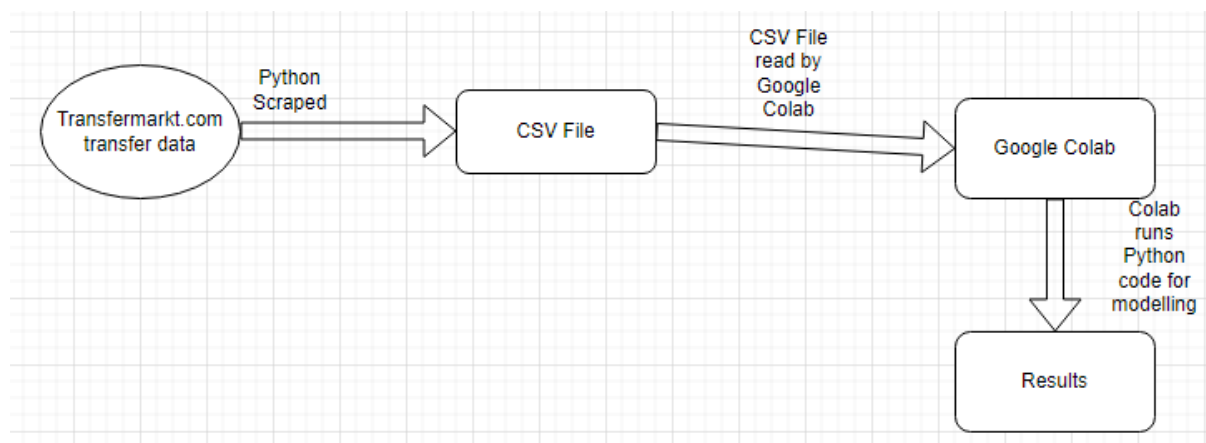 Transfermarkt.com
transfer data
Python
Scraped
CSV File
CSV File
read by
Google
Colab
Google Colab
Colab
runs
Python
code for
modelling
Results